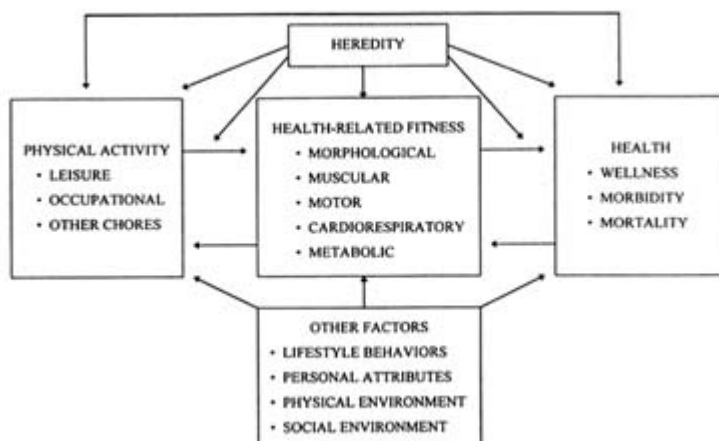 HEREDITY
PHYSICAL ACTIVITY
• LEISURE
• OCCUPATIONAL
• OTHER CHORES
HEALTH-RELATED FITNESS
• MORPHOLOGICAL
• MUSCULAR
• MOTOR
• CARDIORESPIRATORY
• METABOLIC
HEALTH
• WELLNESS
• MORBIDITY
• MORTALITY
OTHER FACTORS
• LIFESTYLE BEHAVIORS
• PERSONAL ATTRIBUTES
• PHYSICAL ENVIRONMENT
• SOCIAL ENVIRONMENT